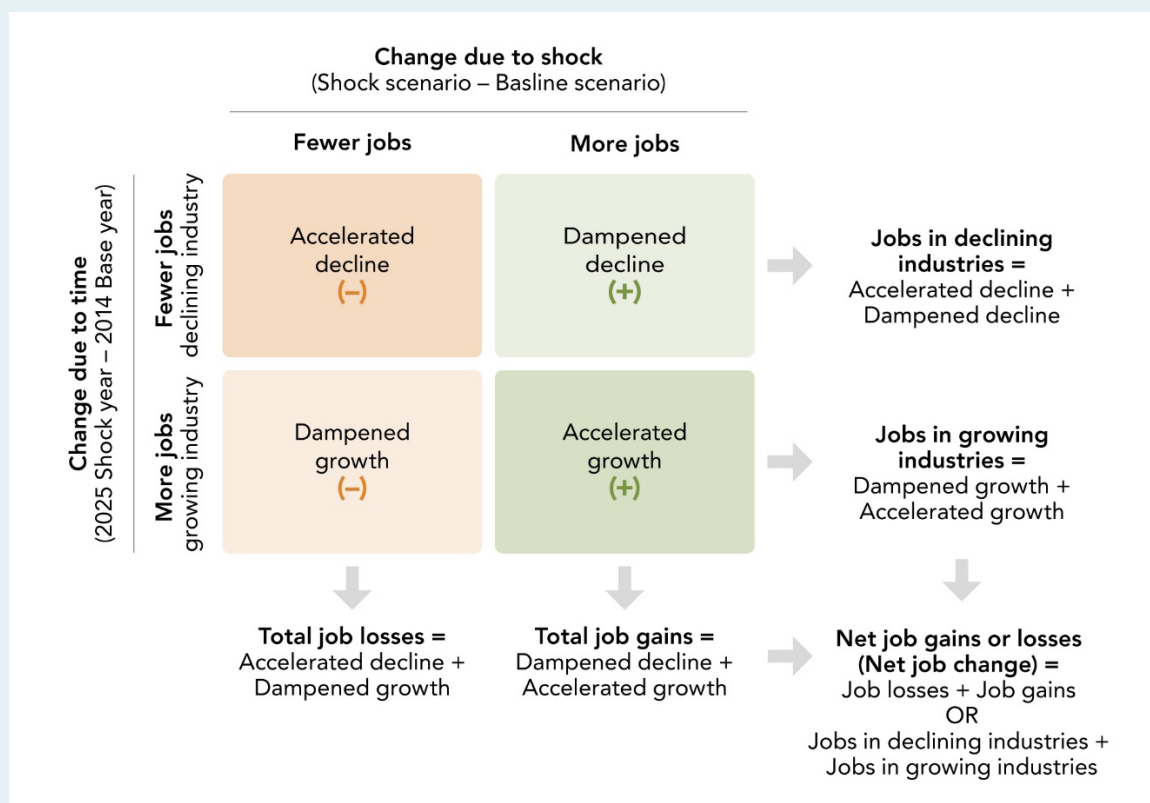 Change due to shock
(Shock scenario – Basline scenario)
Fewer jobs
More jobs
Change due to time
(2025 Shock year – 2014 Base year)
Fewer jobs
declining industry
Accelerated
decline
(–)
Dampened
decline
(+)
Jobs in declining
industries =
Accelerated decline +
Dampened decline
More jobs
growing industry
Dampened
growth
(–)
Accelerated
growth
(+)
Jobs in growing
industries =
Dampened growth +
Accelerated growth
Total job losses =
Accelerated decline +
Dampened growth
Total job gains =
Dampened decline +
Accelerated growth
Net job gains or losses
(Net job change) =
Job losses + Job gains
OR
Jobs in declining industries +
Jobs in growing industries